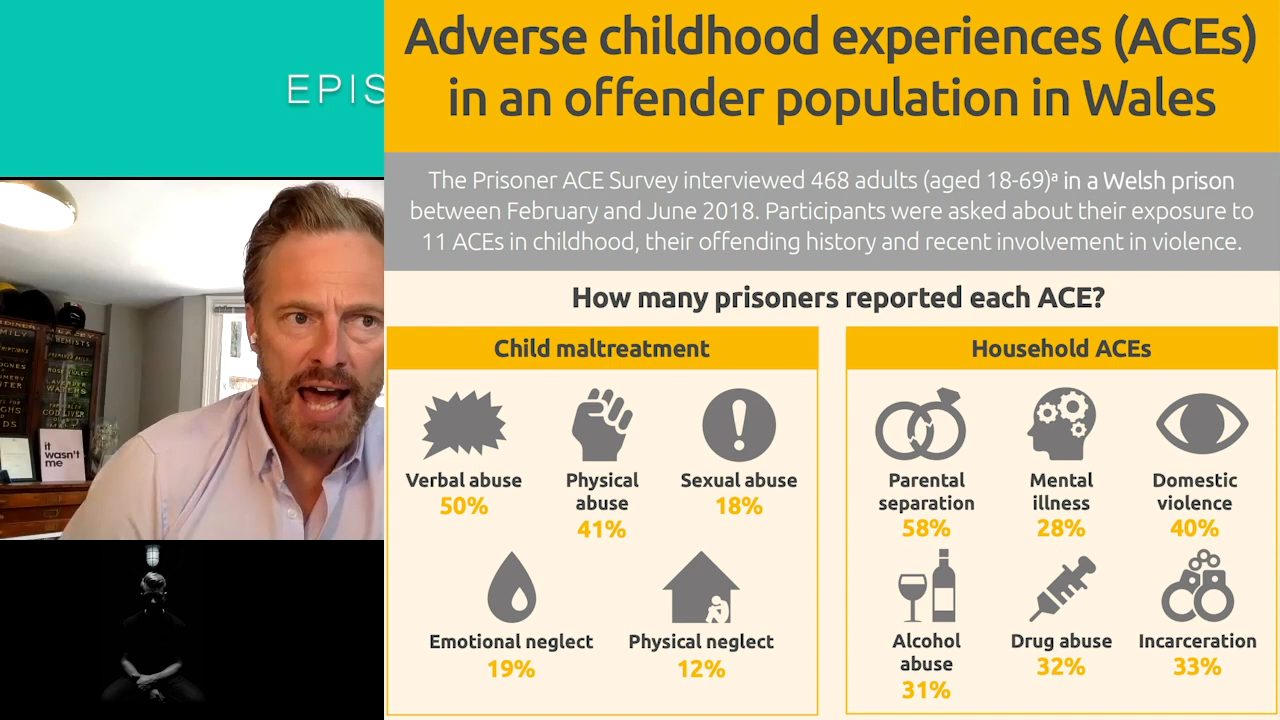 EPIS
Adverse childhood experiences (ACEs)
in an offender population in Wales
The Prisoner ACE Survey interviewed 468 adults (aged 18-69)ᵃ in a Welsh prison
between February and June 2018. Participants were asked about their exposure to
11 ACEs in childhood, their offending history and recent involvement in violence.
How many prisoners reported each ACE?
Child maltreatment
Verbal abuse
50%
Physical
abuse
41%
Sexual abuse
18%
Emotional neglect
19%
Physical neglect
12%
Household ACEs
Parental
separation
58%
Mental
illness
28%
Domestic
violence
40%
Alcohol
abuse
31%
Drug abuse
32%
Incarceration
33%
it
wasn't
me
COD LIVER